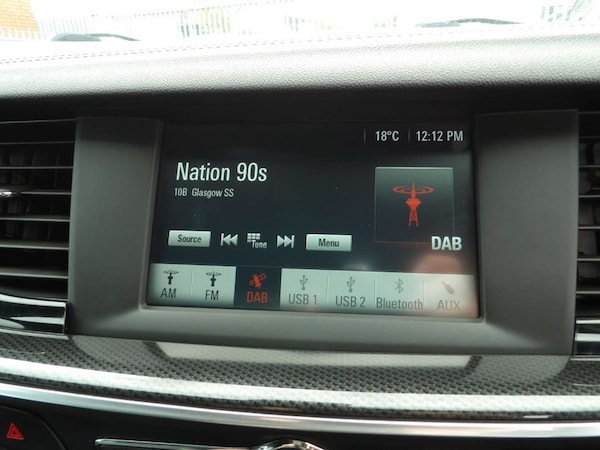 18°C 12:12 PM
Nation 90s
10B Glasgow SS
Source Tune Menu
DAB
AM FM DAB USB 1 USB 2 Bluetooth AUX